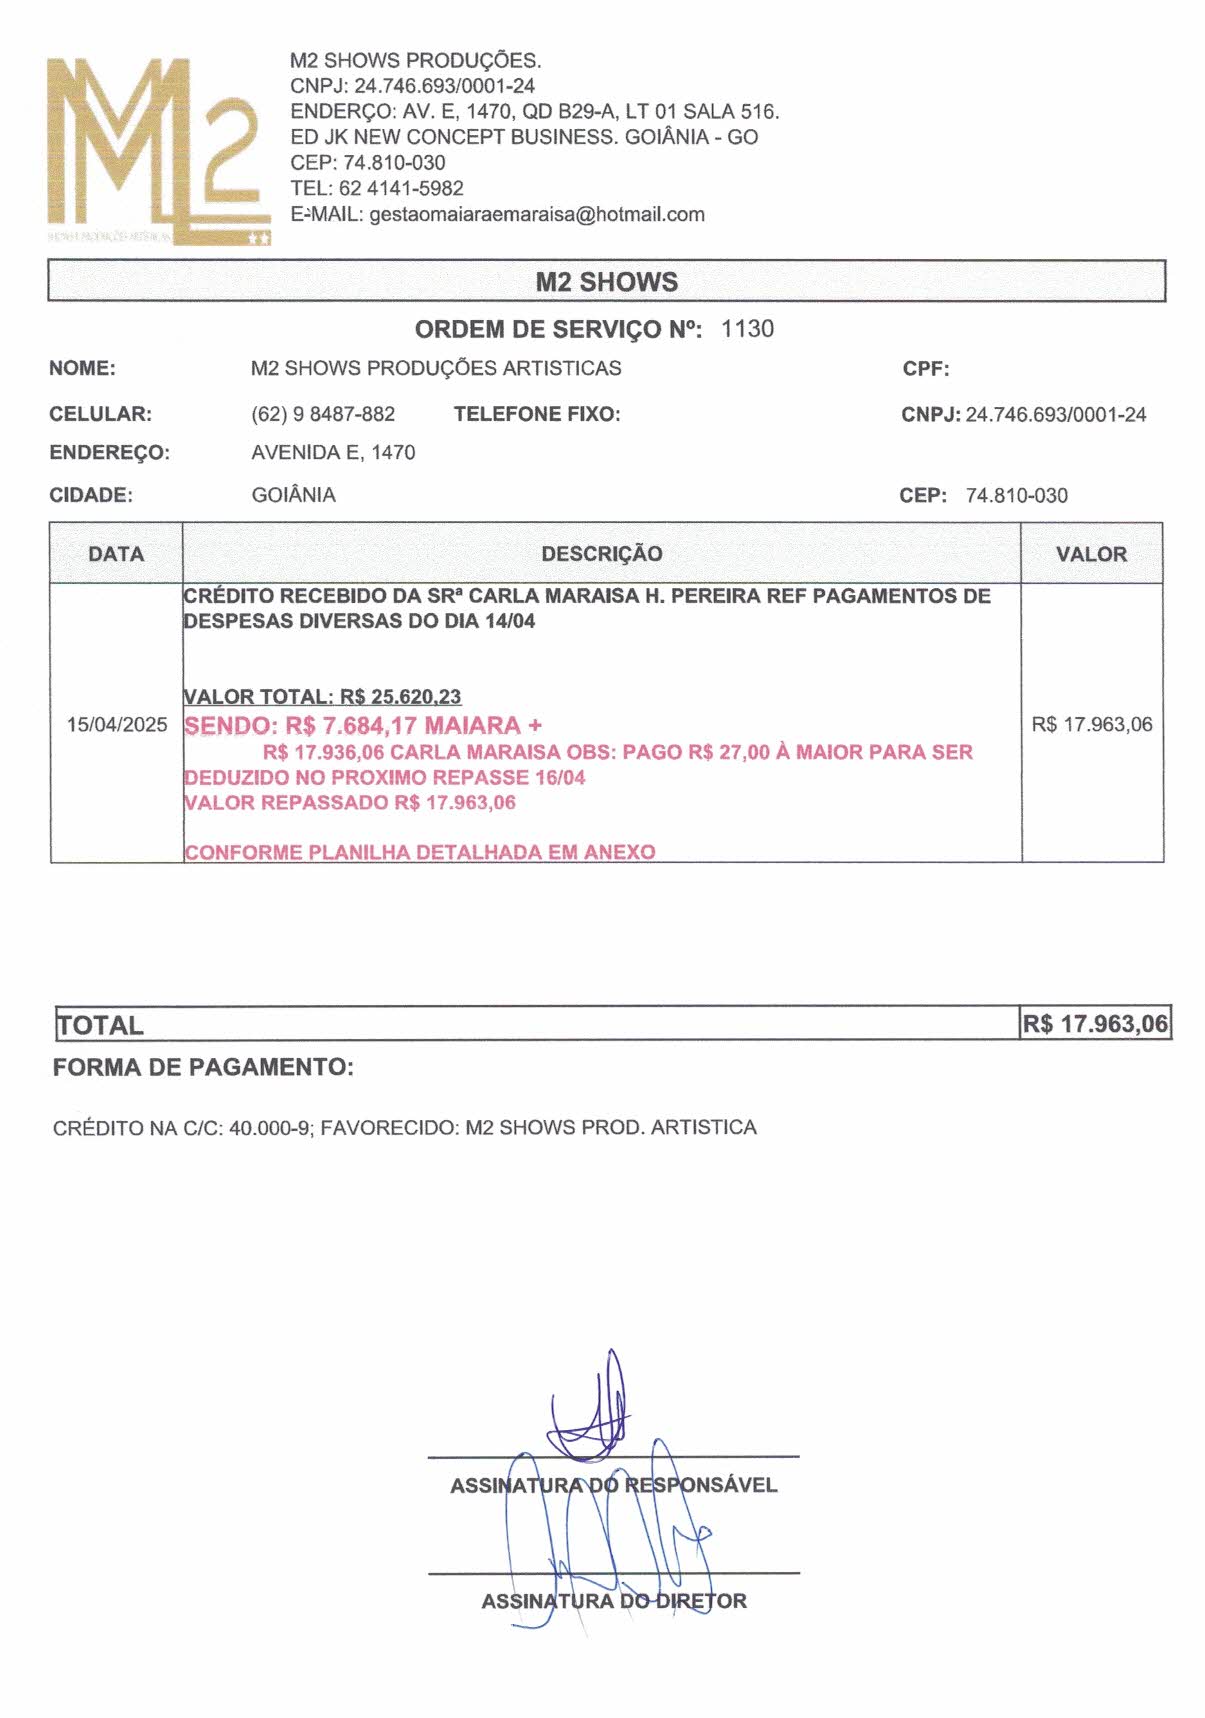 M2
M2 SHOWS PRODUÇÕES.
CNPJ: 24.746.693/0001-24
ENDERÇO: AV. E, 1470, QD B29-A, LT 01 SALA 516.
ED JK NEW CONCEPT BUSINESS. GOIÂNIA - GO
CEP: 74.810-030
TEL: 62 4141-5982
E-MAIL: gestaomaiaraemaraisa@hotmail.com
M2 SHOWS
ORDEM DE SERVIÇO Nº: 1130
NOME: M2 SHOWS PRODUÇÕES ARTISTICAS CPF:
CELULAR: (62) 9 8487-882 TELEFONE FIXO: CNPJ: 24.746.693/0001-24
ENDEREÇO: AVENIDA E, 1470
CIDADE: GOIÂNIA CEP: 74.810-030
DATA DESCRIÇÃO VALOR
CRÉDITO RECEBIDO DA SRª CARLA MARAISA H. PEREIRA REF PAGAMENTOS DE
DESPESAS DIVERSAS DO DIA 14/04
VALOR TOTAL: R$ 25.620,23
15/04/2025 SENDO: R$ 7.684,17 MAIARA + R$ 17.963,06
R$ 17.936,06 CARLA MARAISA OBS: PAGO R$ 27,00 À MAIOR PARA SER
DEDUZIDO NO PROXIMO REPASSE 16/04
VALOR REPASSADO R$ 17.963,06
CONFORME PLANILHA DETALHADA EM ANEXO
TOTAL R$ 17.963,06
FORMA DE PAGAMENTO:
CRÉDITO NA C/C: 40.000-9; FAVORECIDO: M2 SHOWS PROD. ARTISTICA
ASSINATURA DO RESPONSÁVEL
ASSINATURA DO DIRETOR